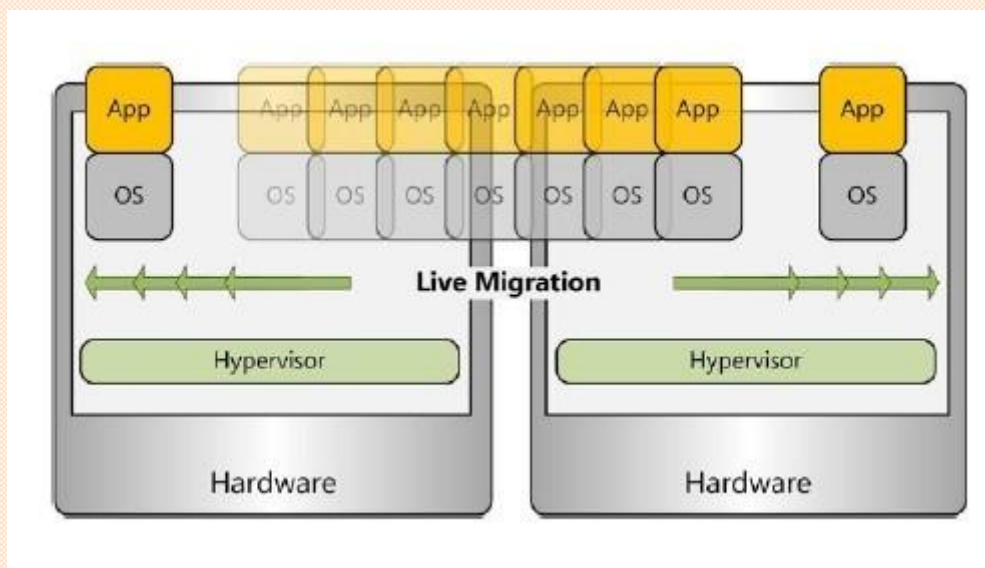 App App App App App App App App App
OS OS OS OS OS OS OS OS OS
Live Migration
Hypervisor Hypervisor
Hardware Hardware